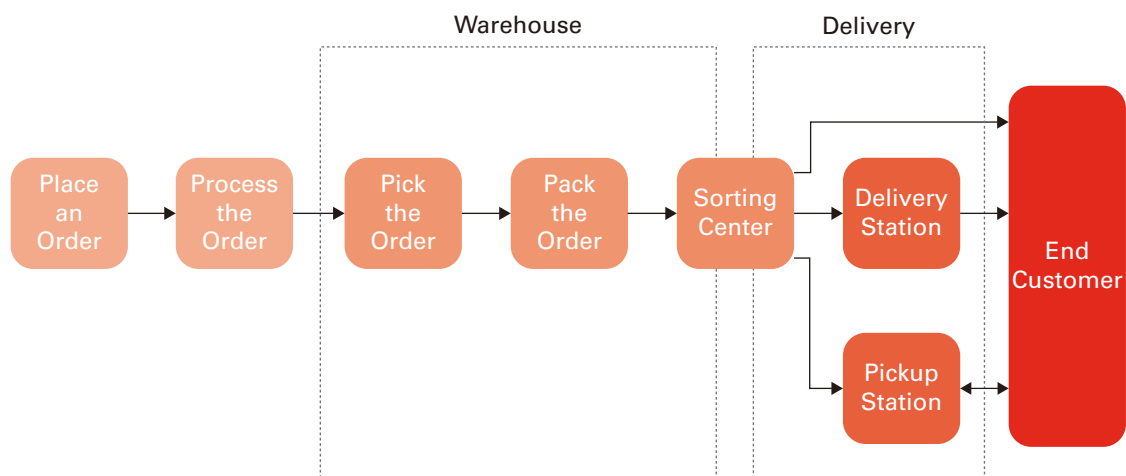 Warehouse
Delivery
Place
an
Order
Process
the
Order
Pick
the
Order
Pack
the
Order
Sorting
Center
Delivery
Station
Pickup
Station
End
Customer